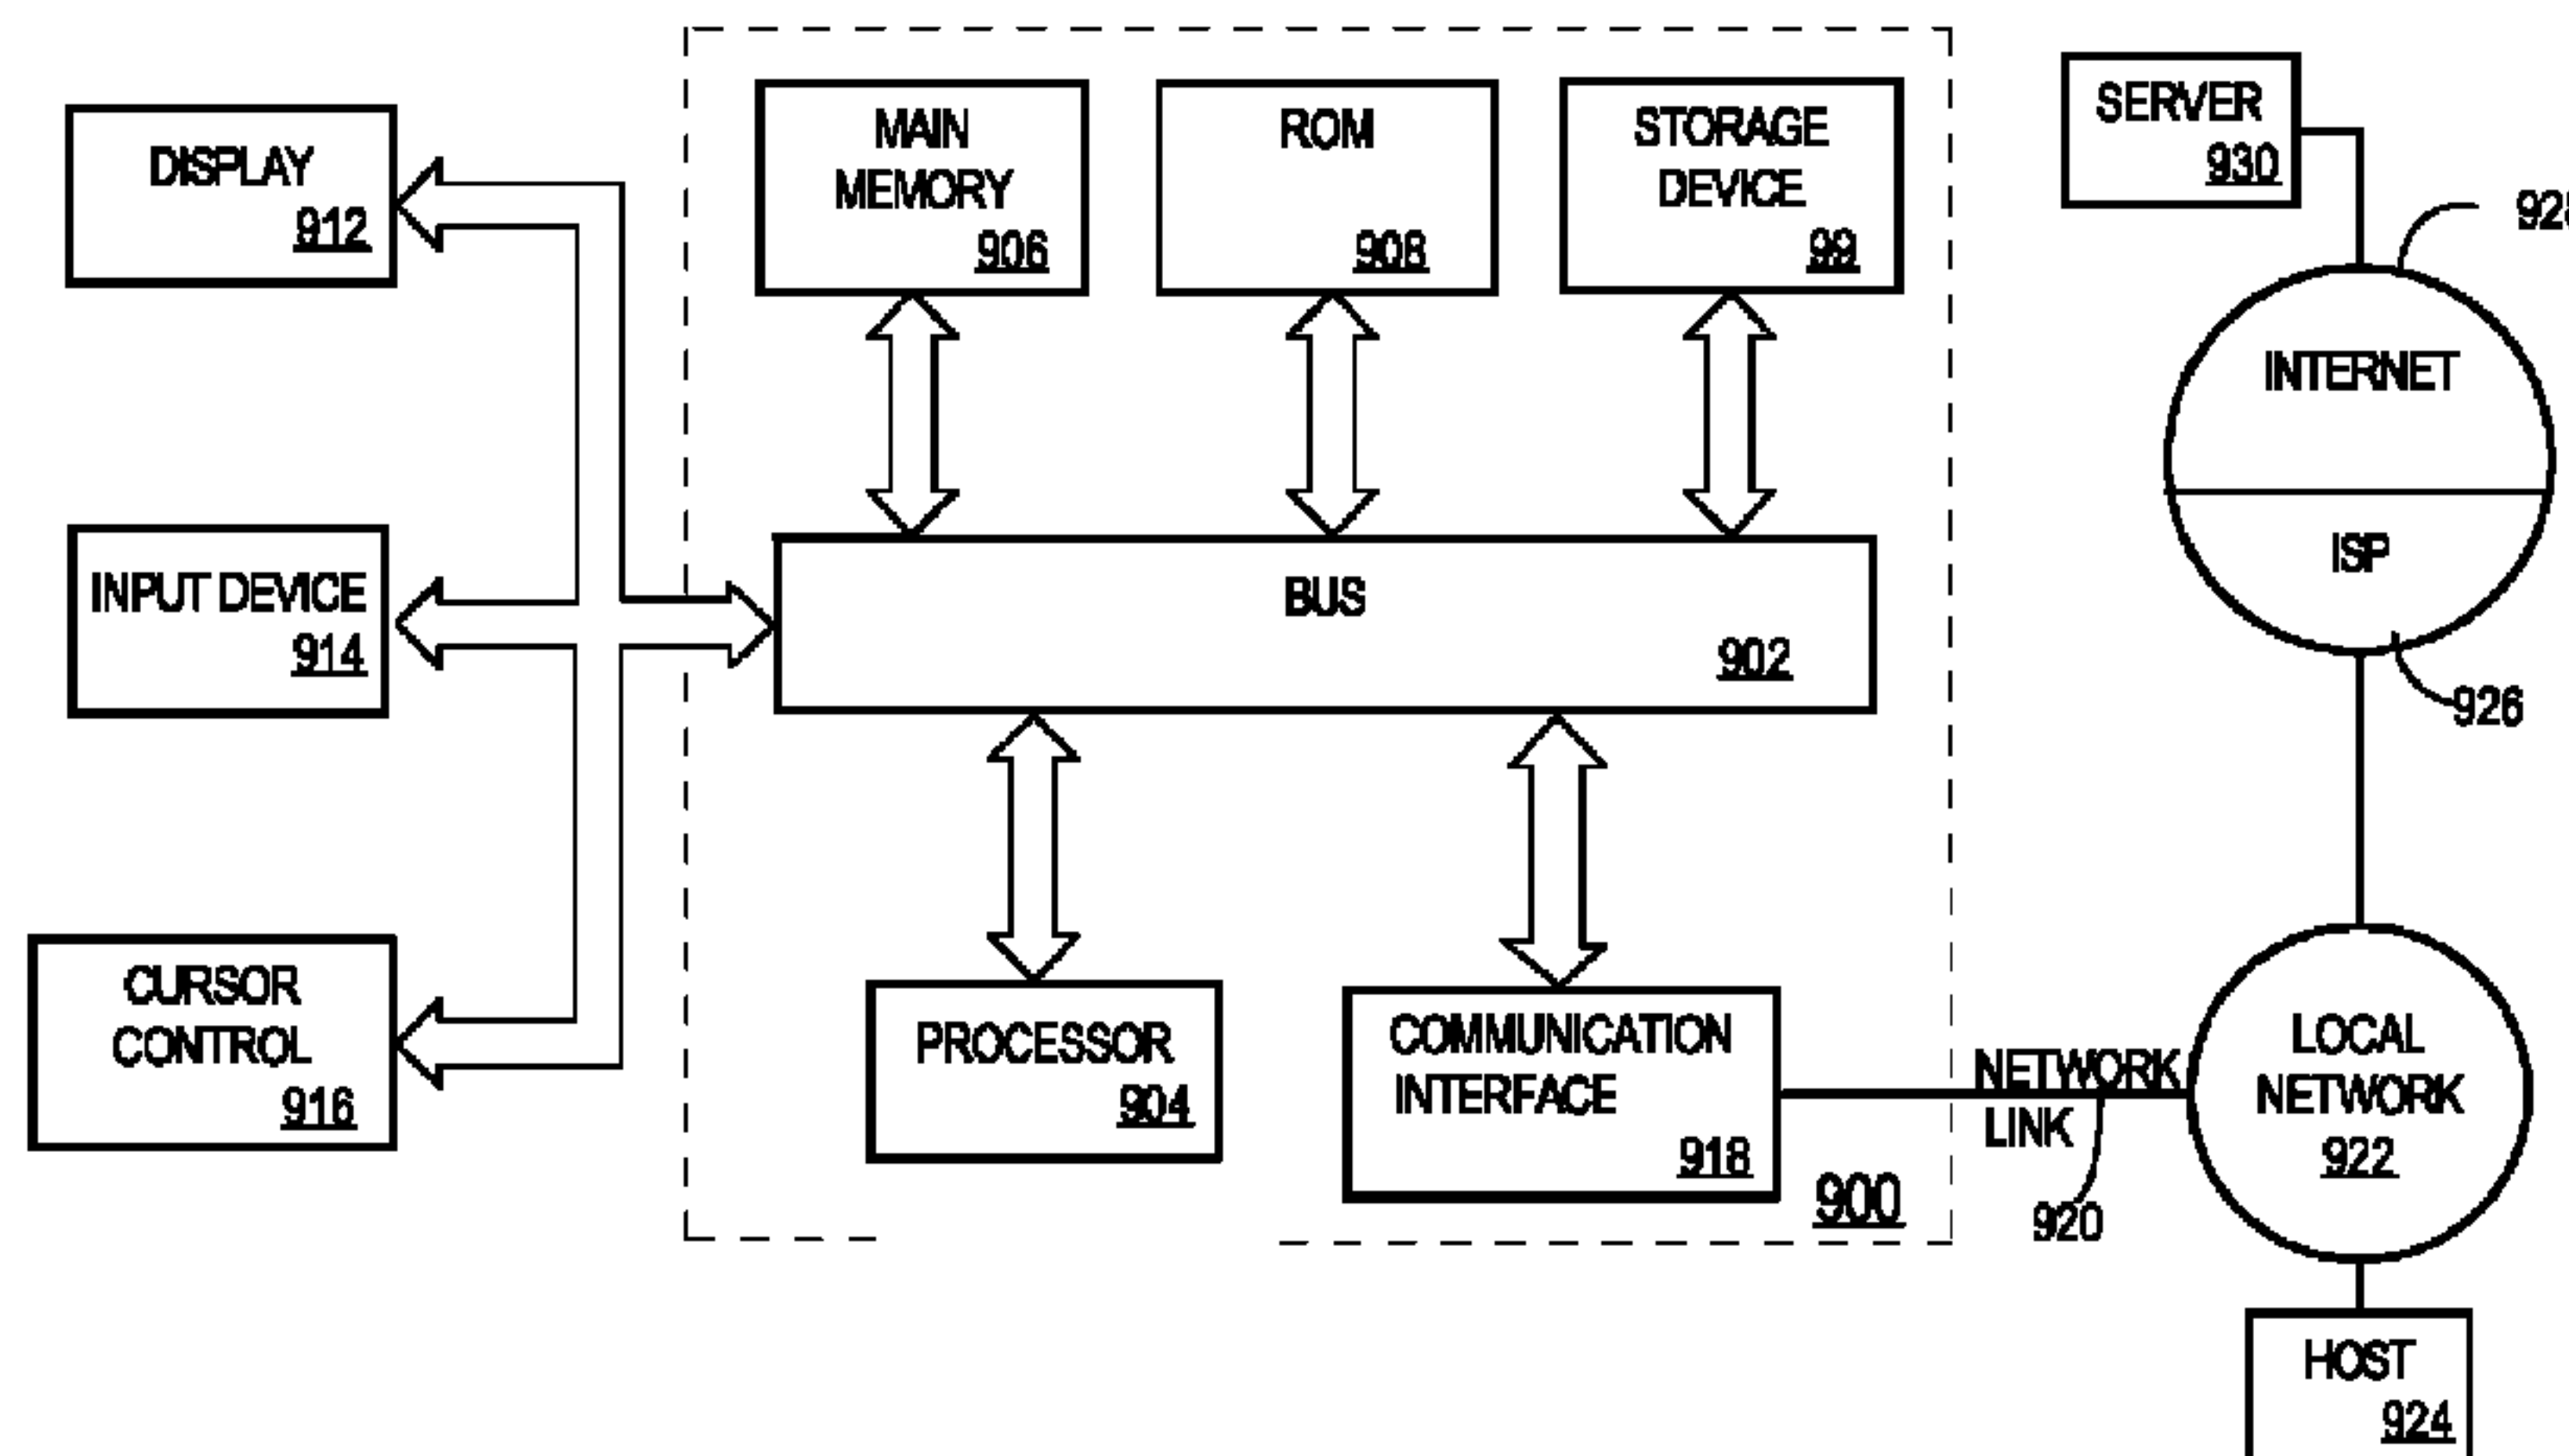 DISPLAY
912
INPUT DEVICE
914
CURSOR
CONTROL
916
MAIN
MEMORY
906
ROM
908
STORAGE
DEVICE
99
BUS
902
PROCESSOR
904
COMMUNICATION
INTERFACE
918
900
NETWORK
LINK
920
SERVER
930
INTERNET
ISP
926
LOCAL
NETWORK
922
HOST
924